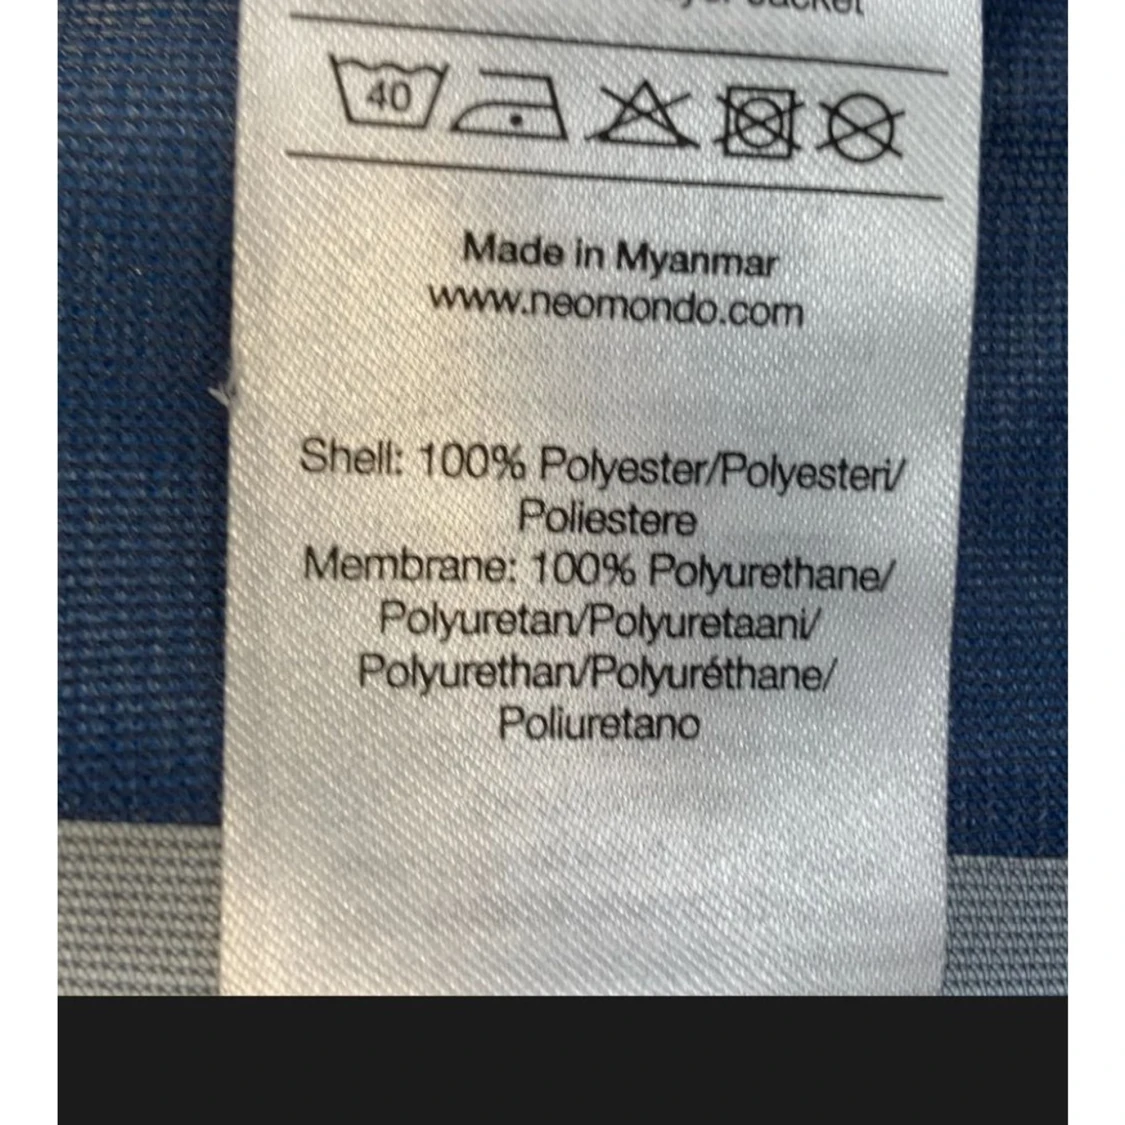 40
Made in Myanmar
www.neomondo.com
Shell: 100% Polyester/Polyesteri/
Poliestere
Membrane: 100% Polyurethane/
Polyuretan/Polyuretaani/
Polyurethan/Polyuréthane/
Poliuretano